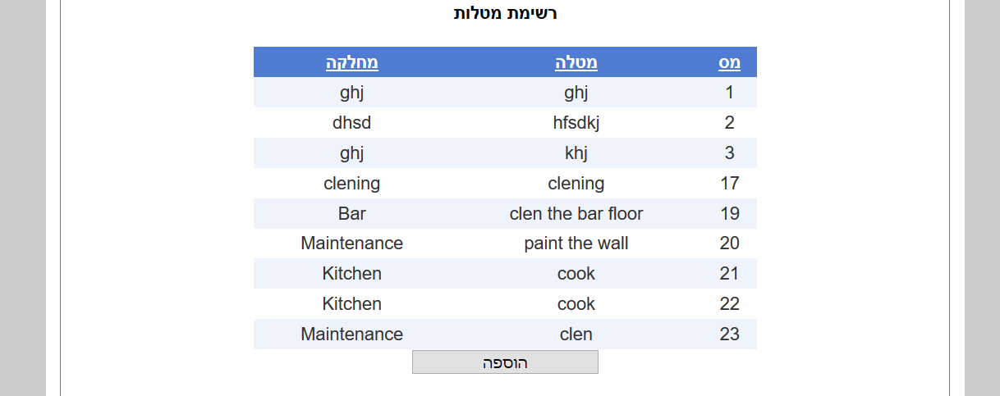 רשימת מטלות
מס מטלה מחלקה
1 ghj ghj
2 hfsdkj dhsd
3 khj ghj
17 clening clening
19 clen the bar floor Bar
20 paint the wall Maintenance
21 cook Kitchen
22 cook Kitchen
23 clen Maintenance
הוספה